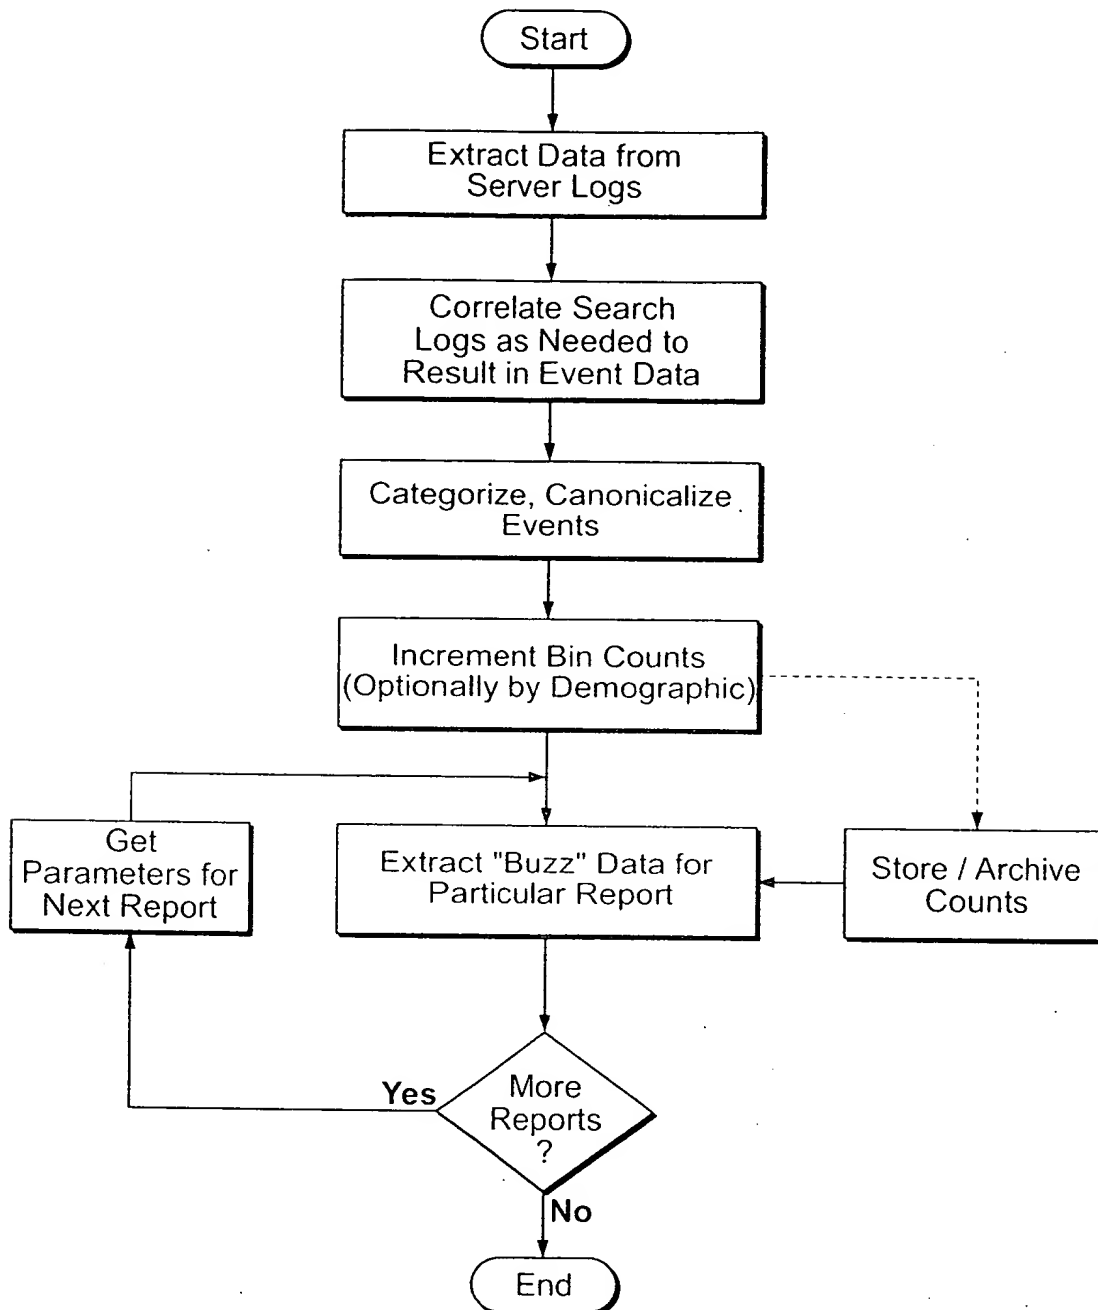 Start
Extract Data from
Server Logs
Correlate Search
Logs as Needed to
Result in Event Data
Categorize, Canonicalize
Events
Increment Bin Counts
(Optionally by Demographic)
Get
Parameters for
Next Report
Extract "Buzz" Data for
Particular Report
Store / Archive
Counts
Yes
More
Reports
?
No
End